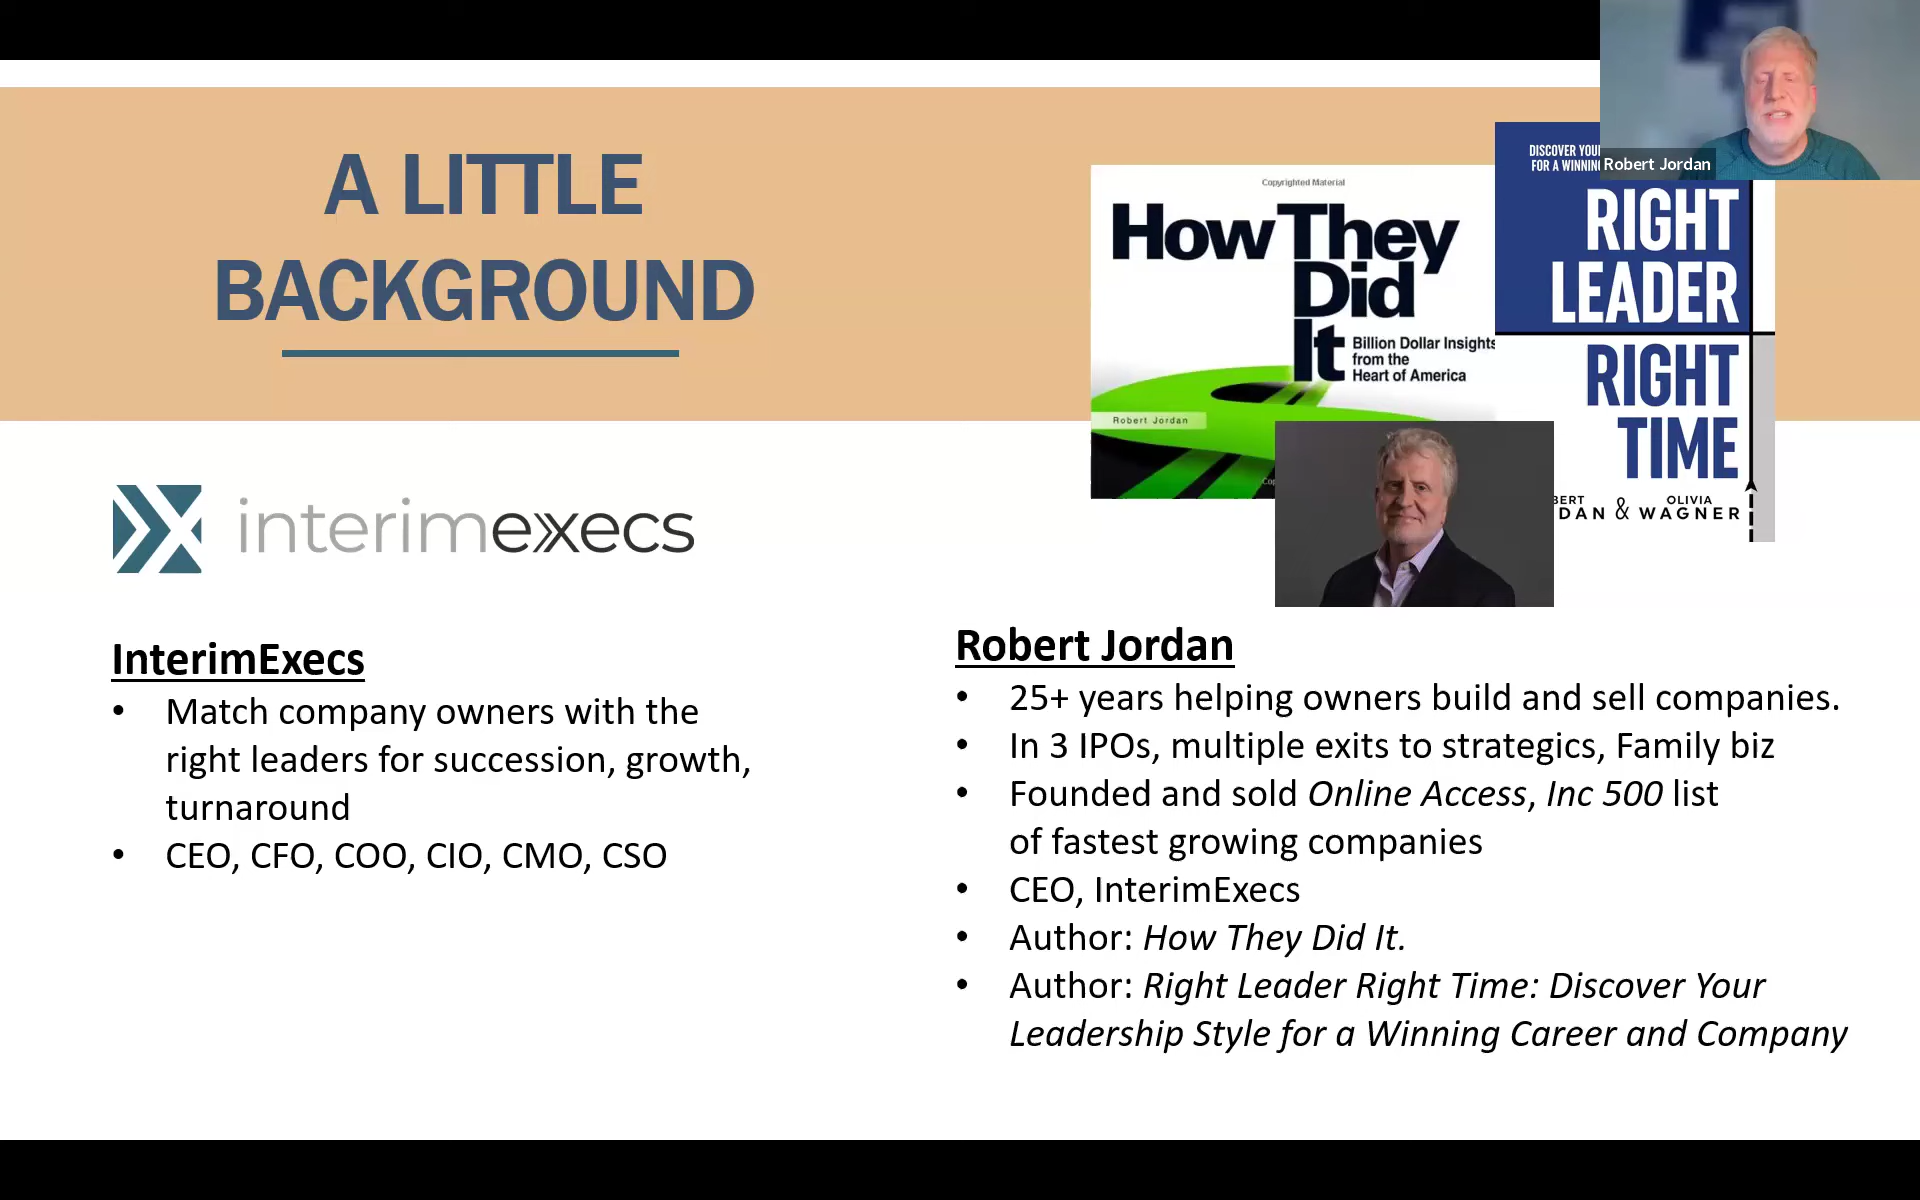 A LITTLE
BACKGROUND
Copyrighted Material
How They
Did
It
Billion Dollar Insights
from the
Heart of America
Robert Jordan
DISCOVER YOU
FOR A WINNING
RIGHT
LEADER
RIGHT
TIME
BERT
DAN & WAGNER
OLIVIA
Robert Jordan
interimexecs
InterimExecs
• Match company owners with the
right leaders for succession, growth,
turnaround
• CEO, CFO, COO, CIO, CMO, CSO
Robert Jordan
• 25+ years helping owners build and sell companies.
• In 3 IPOs, multiple exits to strategics, Family biz
• Founded and sold Online Access, Inc 500 list
of fastest growing companies
• CEO, InterimExecs
• Author: How They Did It.
• Author: Right Leader Right Time: Discover Your
Leadership Style for a Winning Career and Company